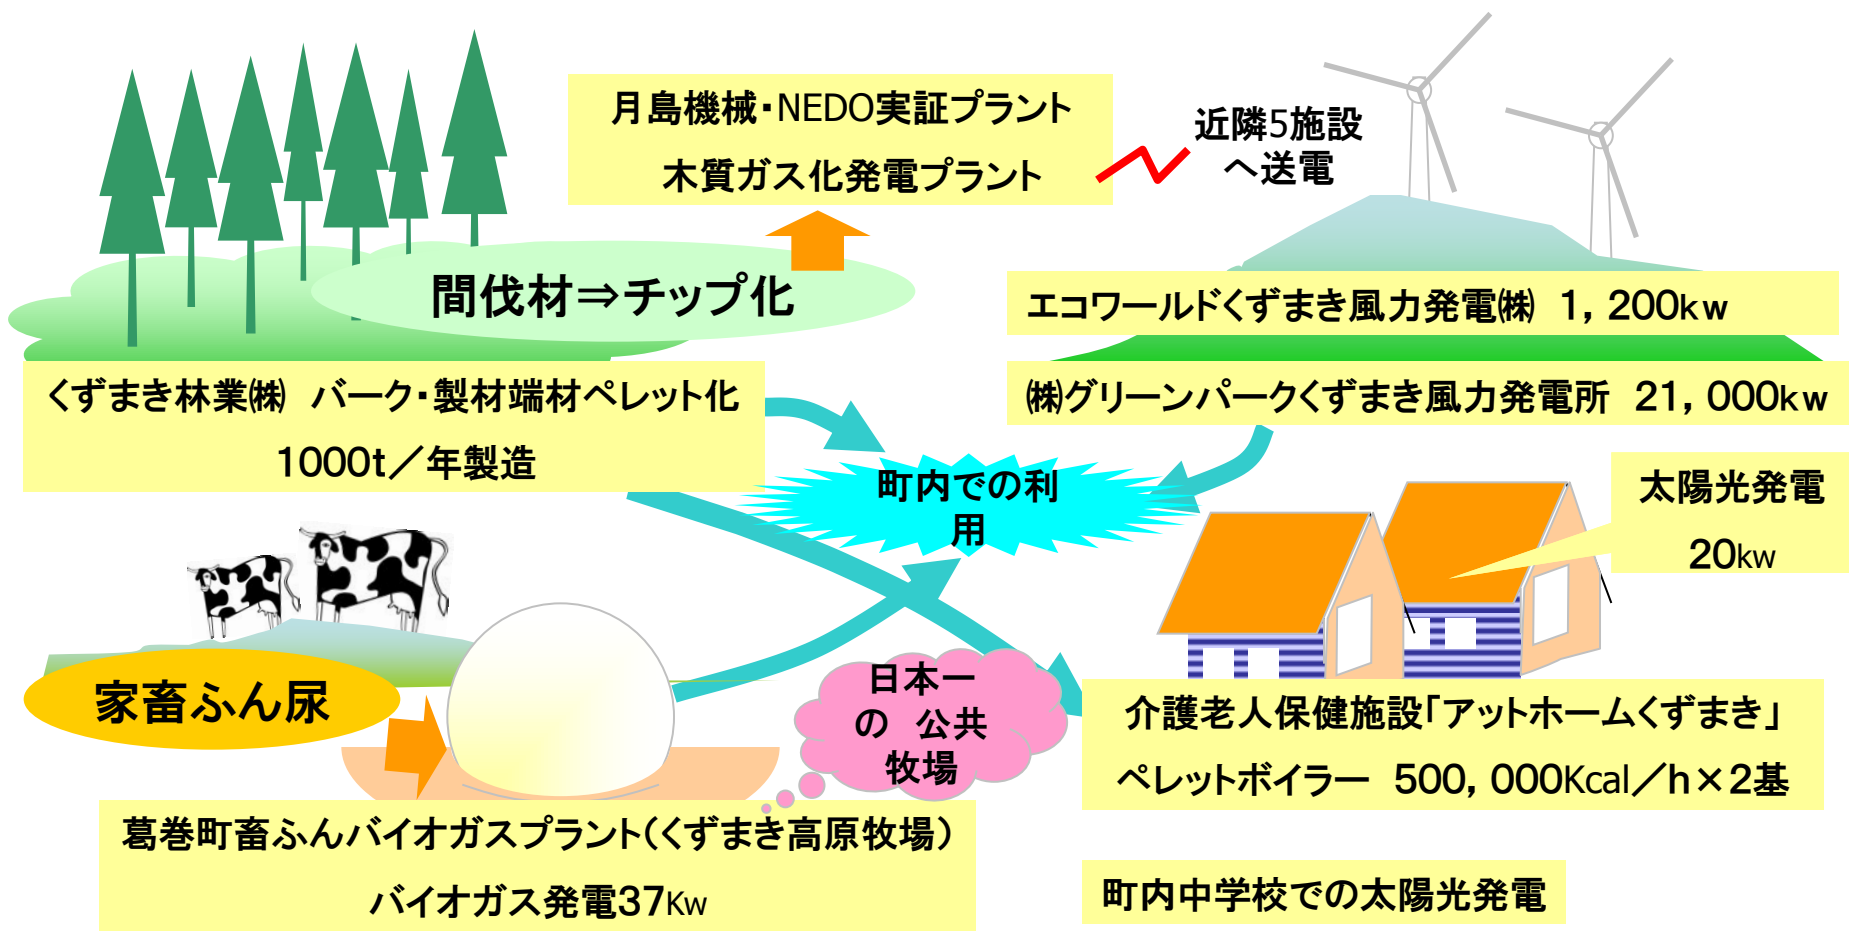 月島機械・NEDO実証プラント
木質ガス化発電プラント
近隣5施設
へ送電
間伐材⇒チップ化
エコワールドくずまき風力発電㈱ 1，200kw
㈱グリーンパークくずまき風力発電所 21，000kw
くずまき林業㈱ バーク・製材端材ペレット化
1000t／年製造
町内での利
用
太陽光発電
20kw
家畜ふん尿
日本一
の 公共
牧場
介護老人保健施設「アットホームくずまき」
ペレットボイラー 500，000Kcal／h×2基
葛巻町畜ふんバイオガスプラント（くずまき高原牧場）
バイオガス発電37Kw
町内中学校での太陽光発電